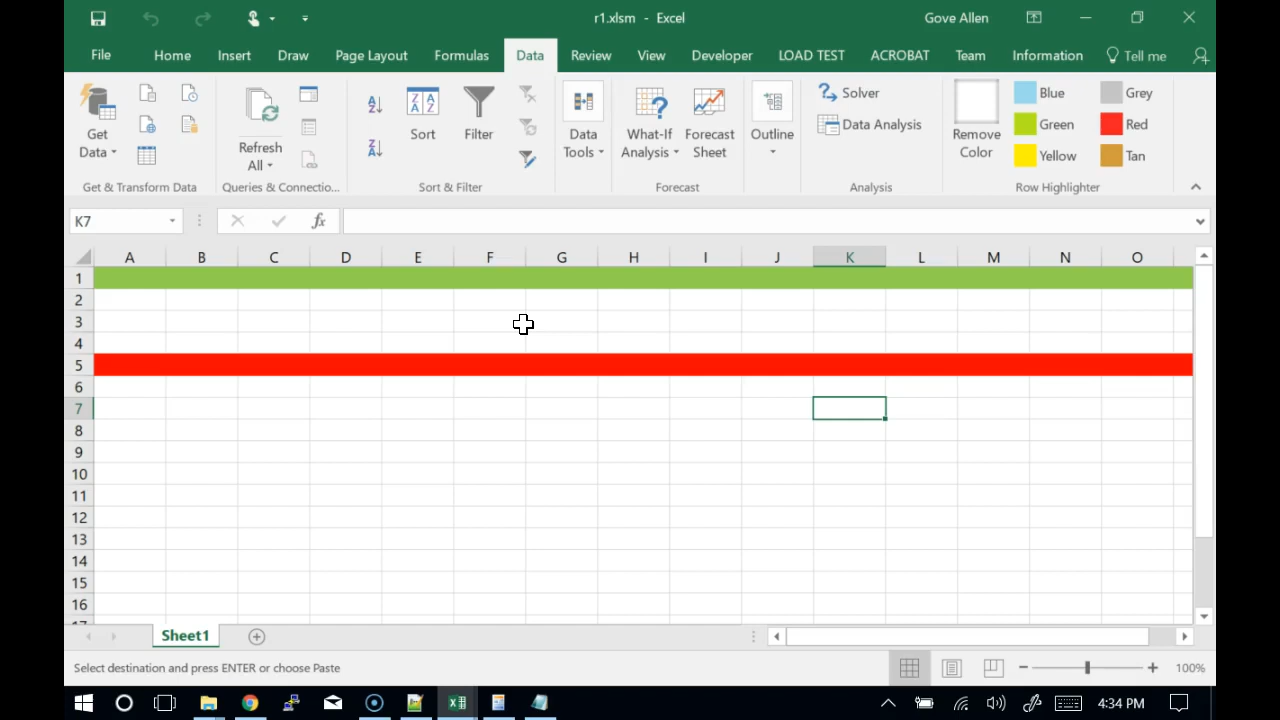 r1.xlsm - Excel
Gove Allen
File Home Insert Draw Page Layout Formulas Data Review View Developer LOAD TEST ACROBAT Team Information Tell me
Get Data
Refresh All
Sort
Filter
Data Tools
What-If Analysis
Forecast Sheet
Outline
Solver
Data Analysis
Remove Color
Blue
Green
Yellow
Grey
Red
Tan
Get & Transform Data
Queries & Connectio...
Sort & Filter
Forecast
Analysis
Row Highlighter
K7
fx
A B C D E F G H I J K L M N O
1
2
3
4
5
6
7
8
9
10
11
12
13
14
15
16
17
Sheet1
Select destination and press ENTER or choose Paste
100%
4:34 PM